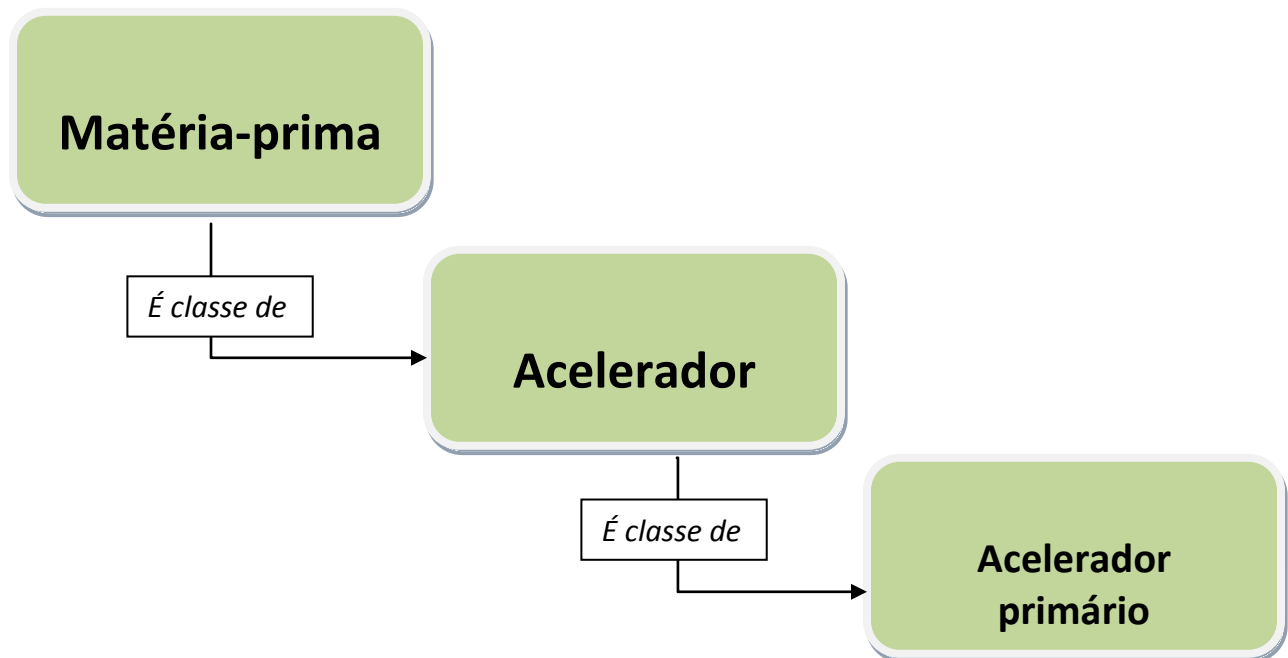 Matéria-prima
É classe de
Acelerador
É classe de
Acelerador
primário